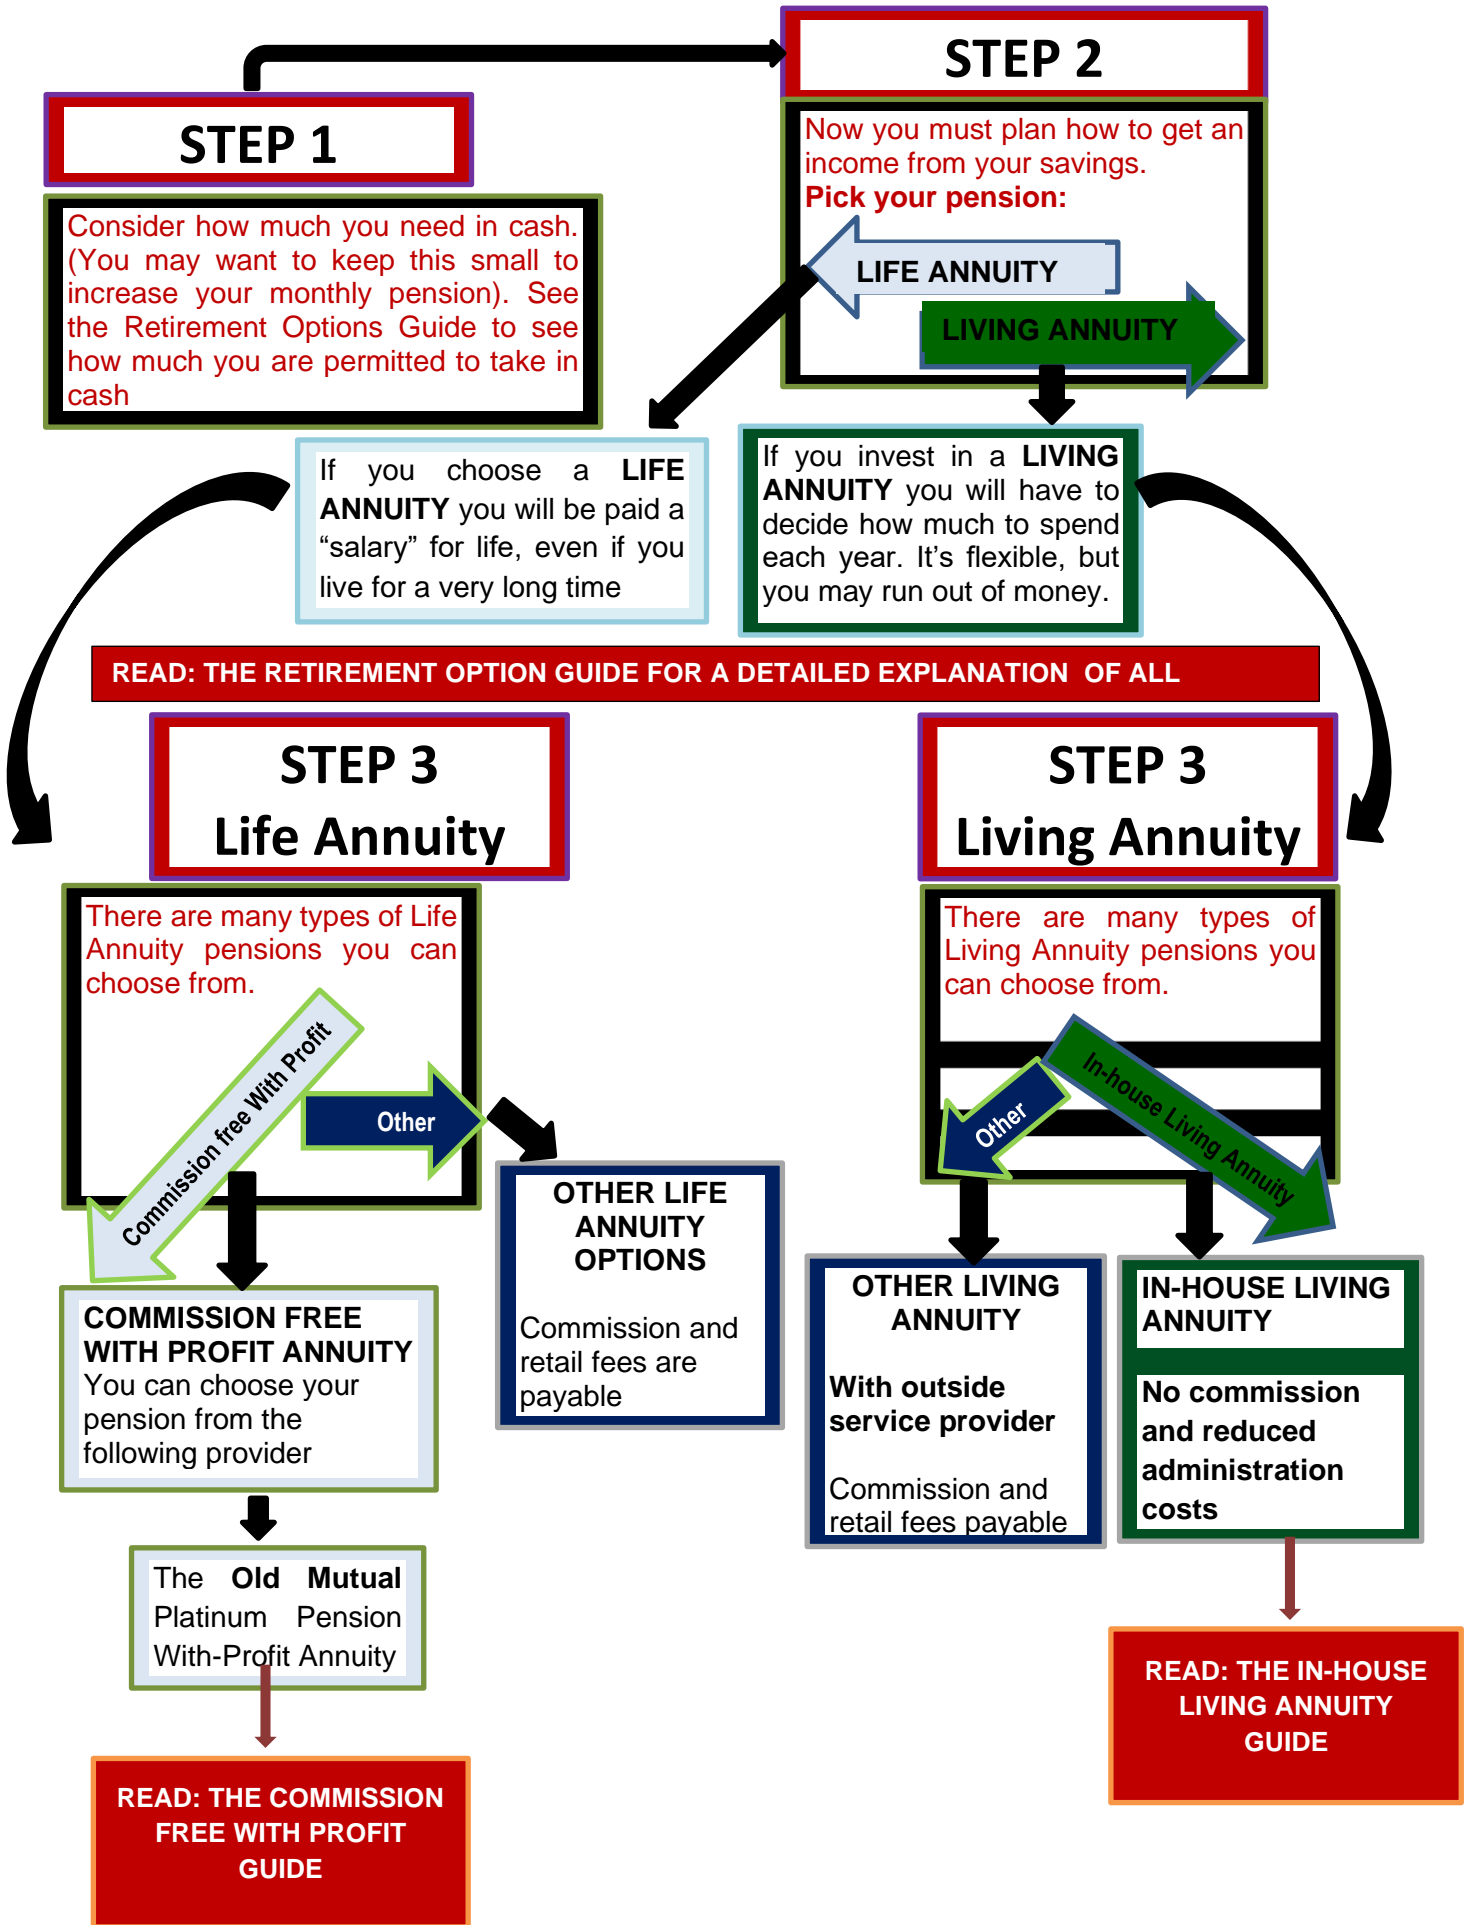 STEP 1
Consider how much you need in cash.
(You may want to keep this small to
increase your monthly pension). See
the Retirement Options Guide to see
how much you are permitted to take in
cash
STEP 2
Now you must plan how to get an
income from your savings.
Pick your pension:
LIFE ANNUITY
LIVING ANNUITY
If you choose a LIFE
ANNUITY you will be paid a
“salary” for life, even if you
live for a very long time
If you invest in a LIVING
ANNUITY you will have to
decide how much to spend
each year. It’s flexible, but
you may run out of money.
READ: THE RETIREMENT OPTION GUIDE FOR A DETAILED EXPLANATION OF ALL
STEP 3
Life Annuity
There are many types of Life
Annuity pensions you can
choose from.
Commission free With Profit
Other
OTHER LIFE
ANNUITY
OPTIONS
Commission and
retail fees are
payable
COMMISSION FREE
WITH PROFIT ANNUITY
You can choose your
pension from the
following provider
The Old Mutual
Platinum Pension
With-Profit Annuity
READ: THE COMMISSION
FREE WITH PROFIT
GUIDE
STEP 3
Living Annuity
There are many types of
Living Annuity pensions you
can choose from.
Other
In-house Living Annuity
OTHER LIVING
ANNUITY
With outside
service provider
Commission and
retail fees payable
IN-HOUSE LIVING
ANNUITY
No commission
and reduced
administration
costs
READ: THE IN-HOUSE
LIVING ANNUITY
GUIDE